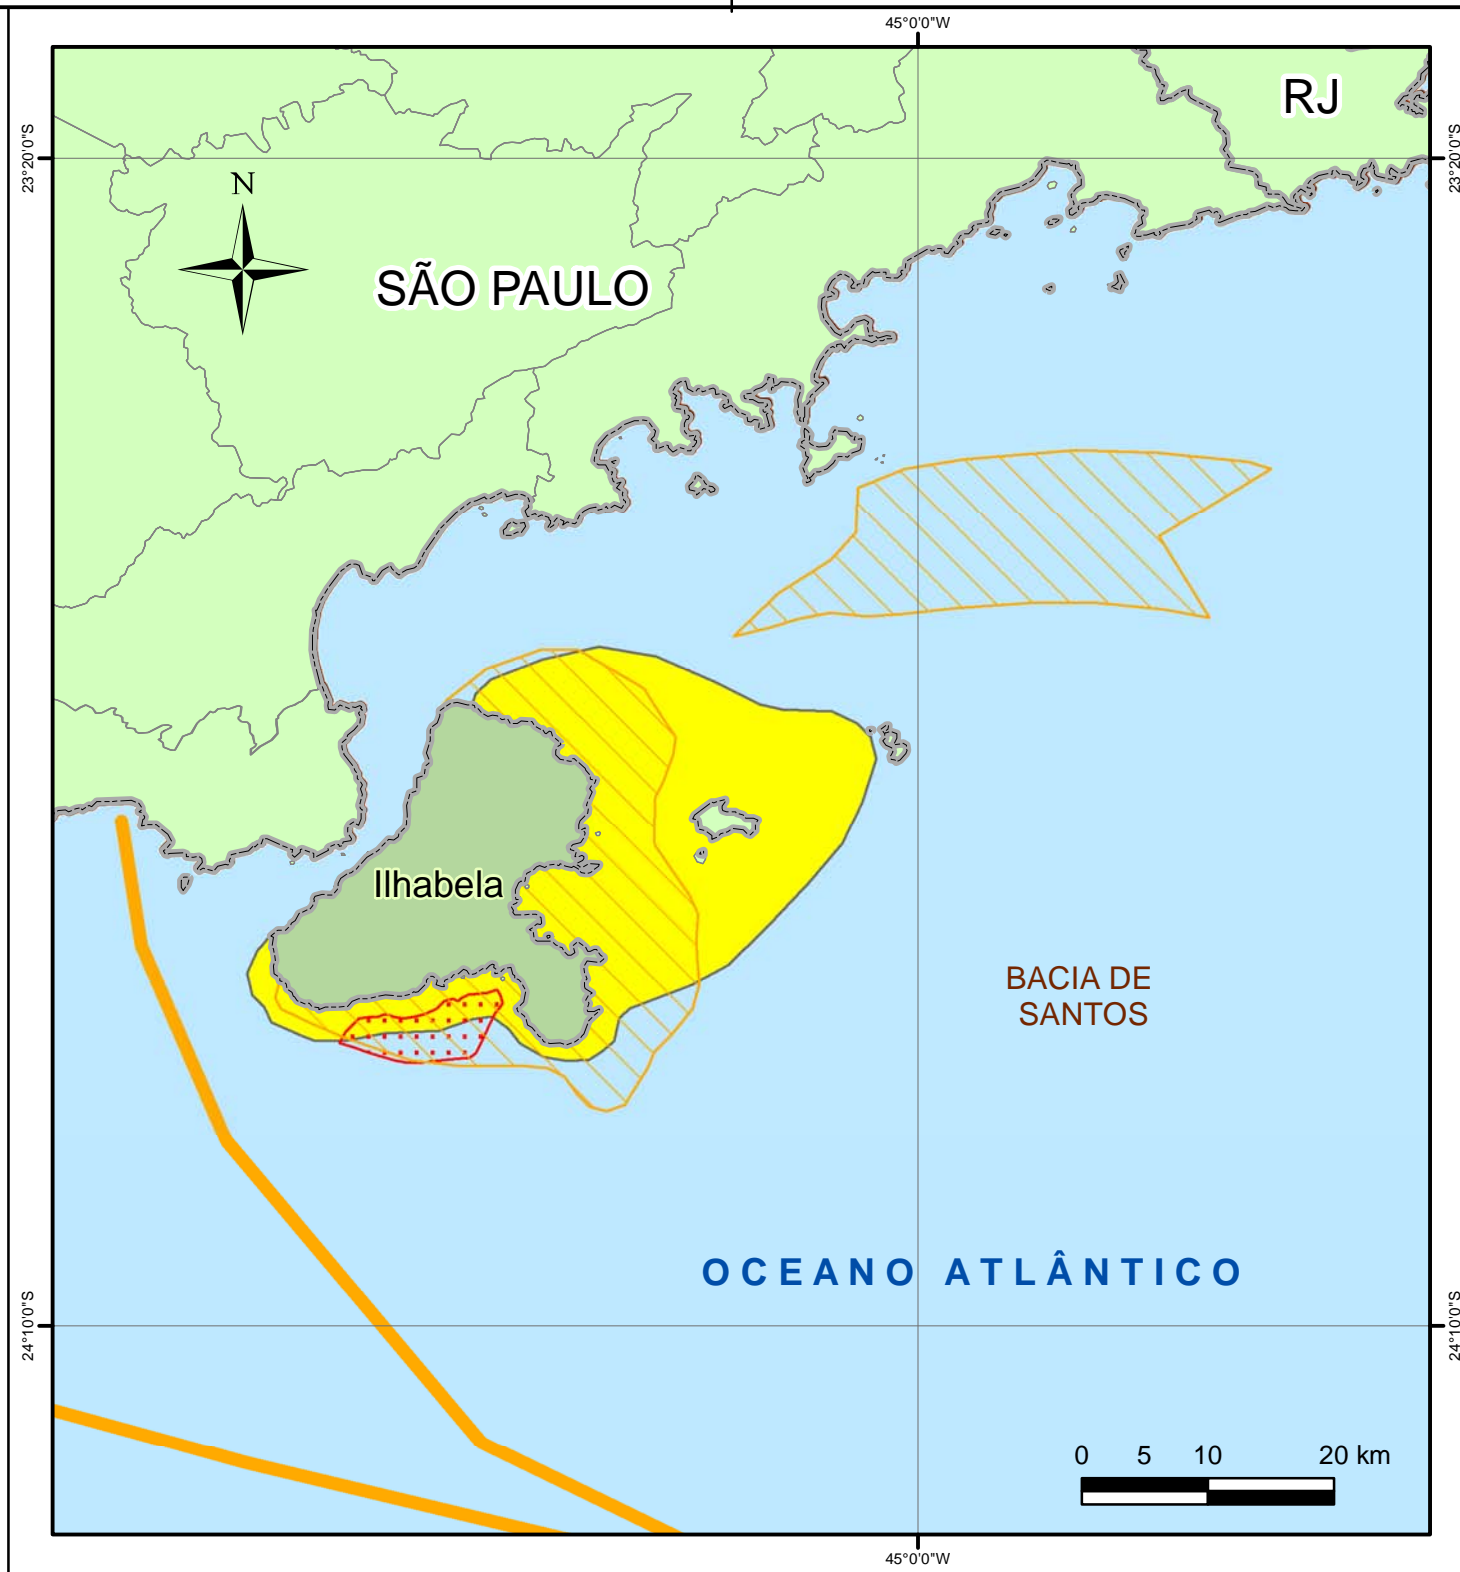 45°0'0"W
RJ
23°20'0"S
23°20'0"S
N
SÃO PAULO
Ilhabela
BACIA DE
SANTOS
OCEANO ATLÂNTICO
24°10'0"S
24°10'0"S
0 5 10 20 km
45°0'0"W